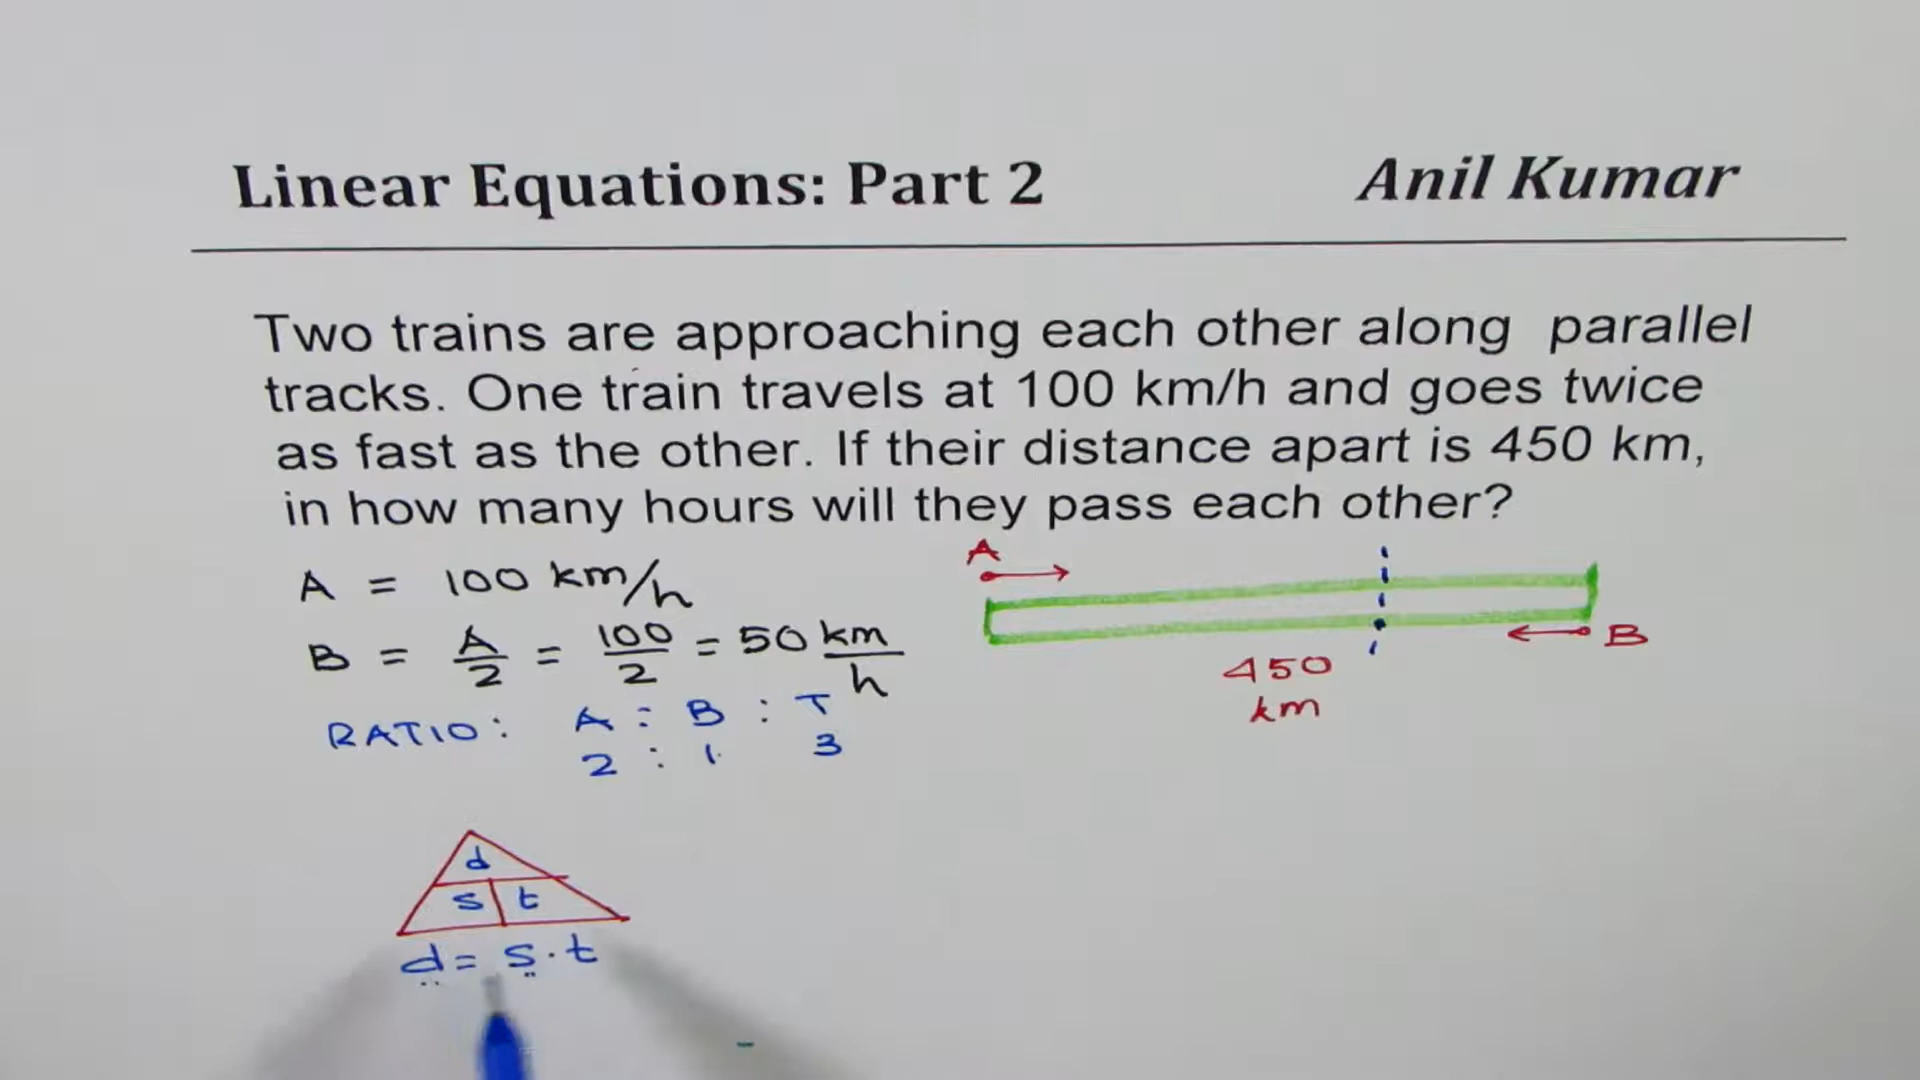 Linear Equations: Part 2
Anil Kumar
Two trains are approaching each other along parallel
tracks. One train travels at 100 km/h and goes twice
as fast as the other. If their distance apart is 450 km,
in how many hours will they pass each other?
A = 100 km/h
B = A/2 = 100/2 = 50 km/h
RATIO: A : B : T
2 : 1 3
A
B
450
km
d
s t
d = s · t